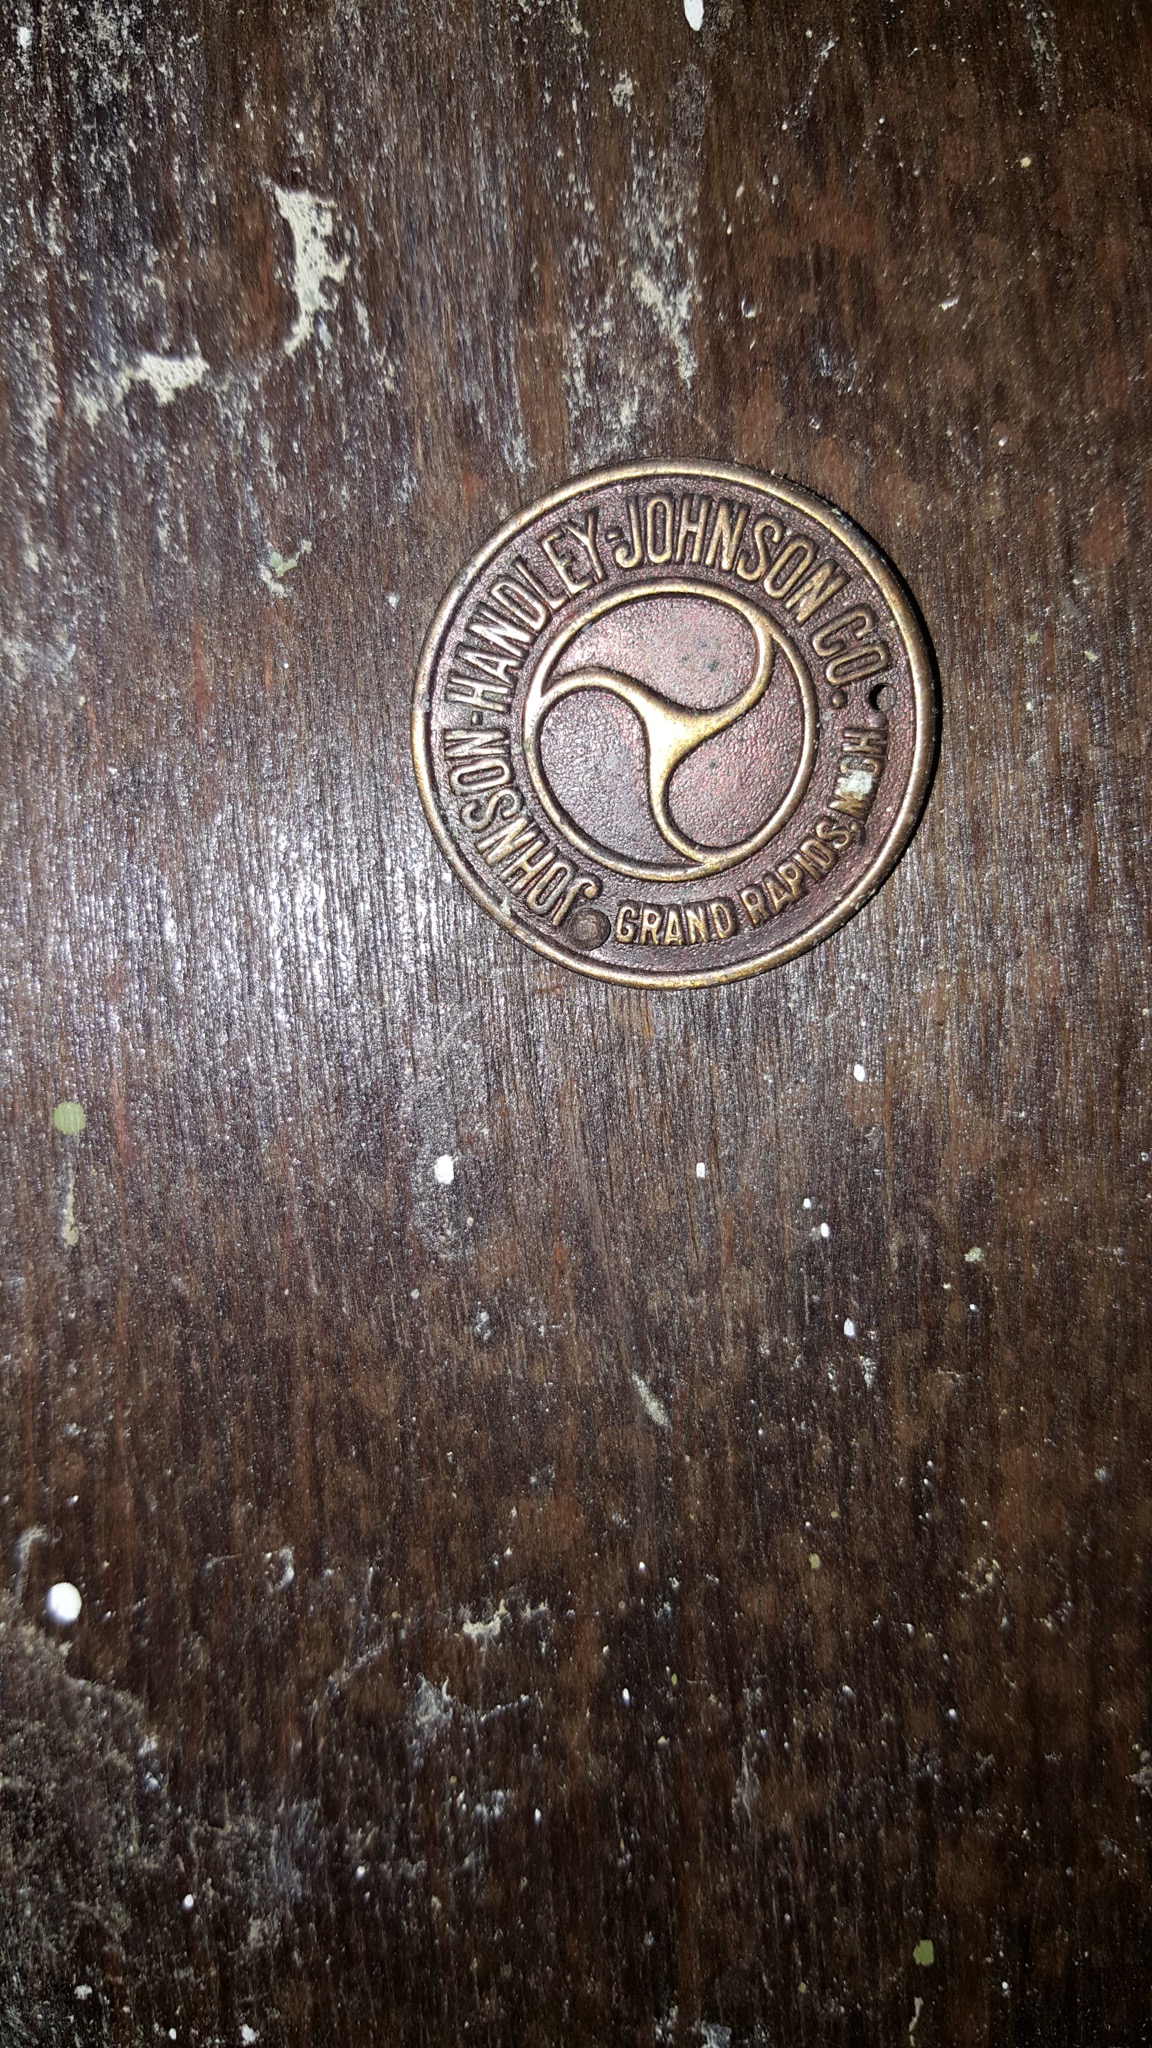 JOHNSON-HANDLEY-JOHNSON CO.
GRAND RAPIDS, MICH.